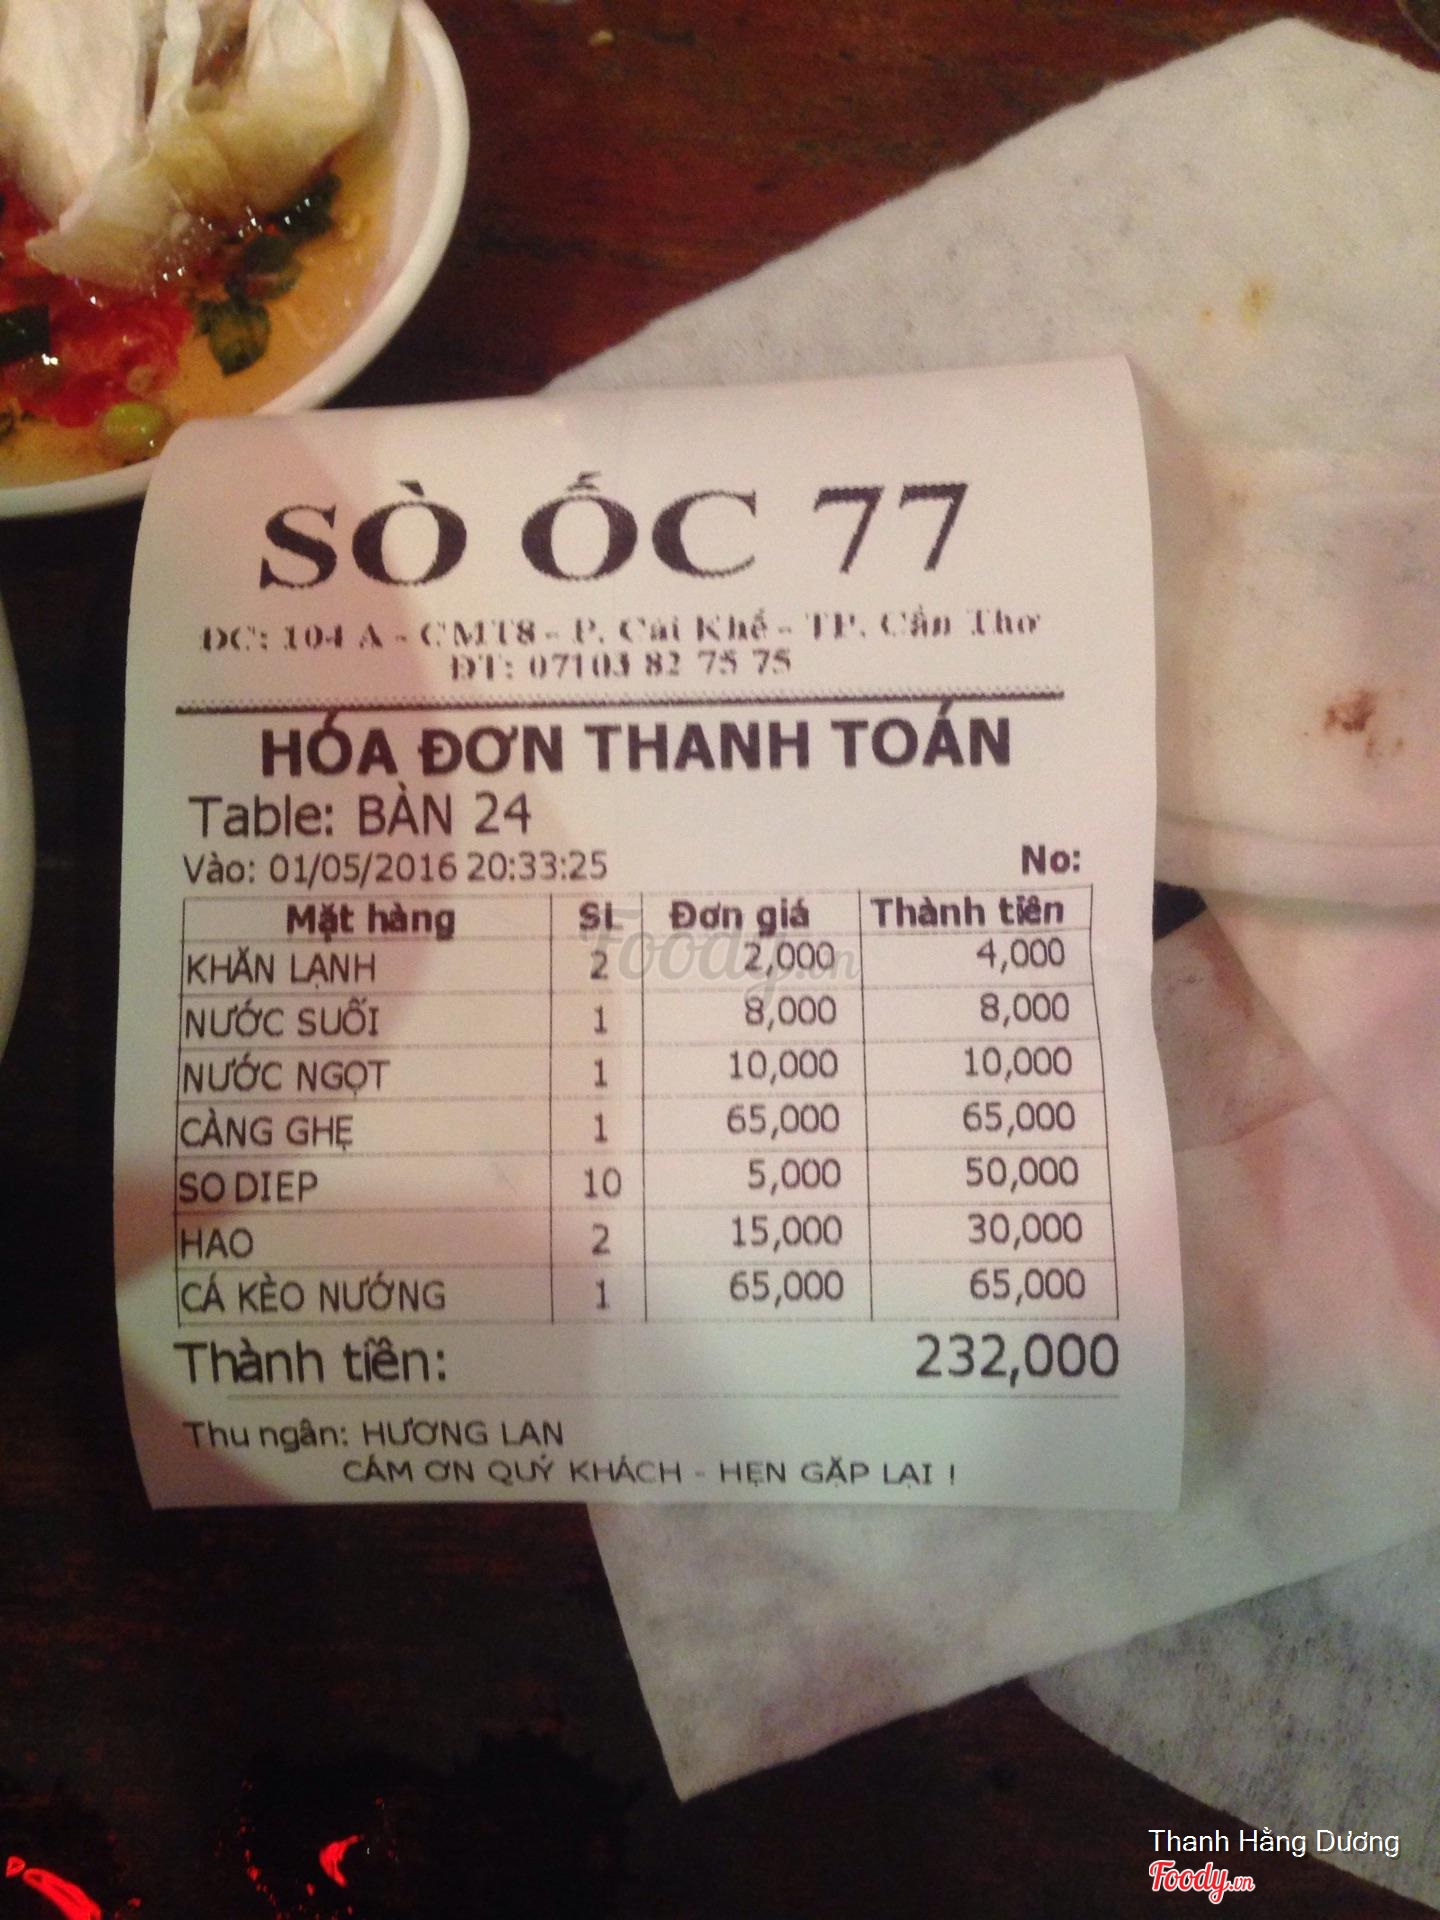 SÒ ỐC 77
ĐC: 104 A - CMT8 - P. Cái Khế - TP. Cần Thơ
ĐT: 07103 82 75 75
HÓA ĐƠN THANH TOÁN
Table: BÀN 24
Vào: 01/05/2016 20:33:25 No:
Mặt hàng SL Đơn giá Thành tiền
KHĂN LẠNH 2 2,000 4,000
NƯỚC SUỐI 1 8,000 8,000
NƯỚC NGỌT 1 10,000 10,000
CÀNG GHẸ 1 65,000 65,000
SO DIEP 10 5,000 50,000
HAO 2 15,000 30,000
CÁ KÈO NƯỚNG 1 65,000 65,000
Thành tiền: 232,000
Thu ngân: HƯƠNG LAN
CÁM ƠN QUÝ KHÁCH - HẸN GẶP LẠI !
Foody.vn
Thanh Hằng Dương
Foody.vn